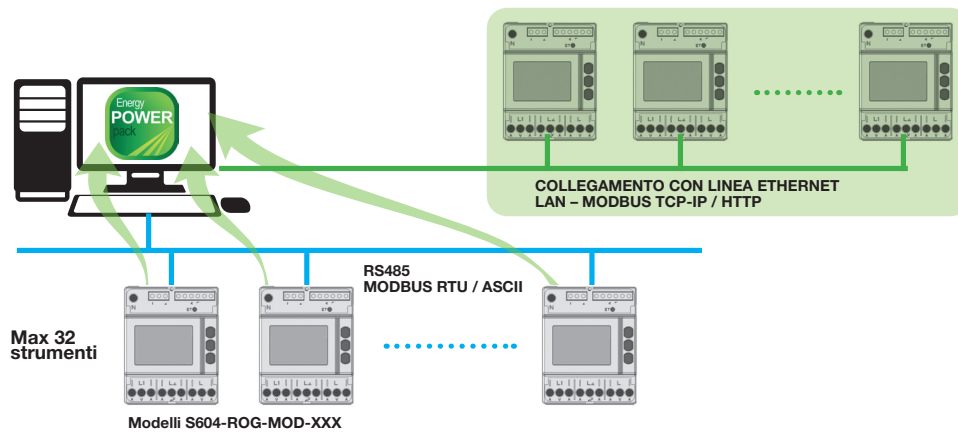 Energy
POWER
pack
COLLEGAMENTO CON LINEA ETHERNET
LAN – MODBUS TCP-IP / HTTP
RS485
MODBUS RTU / ASCII
Max 32
strumenti
Modelli S604-ROG-MOD-XXX